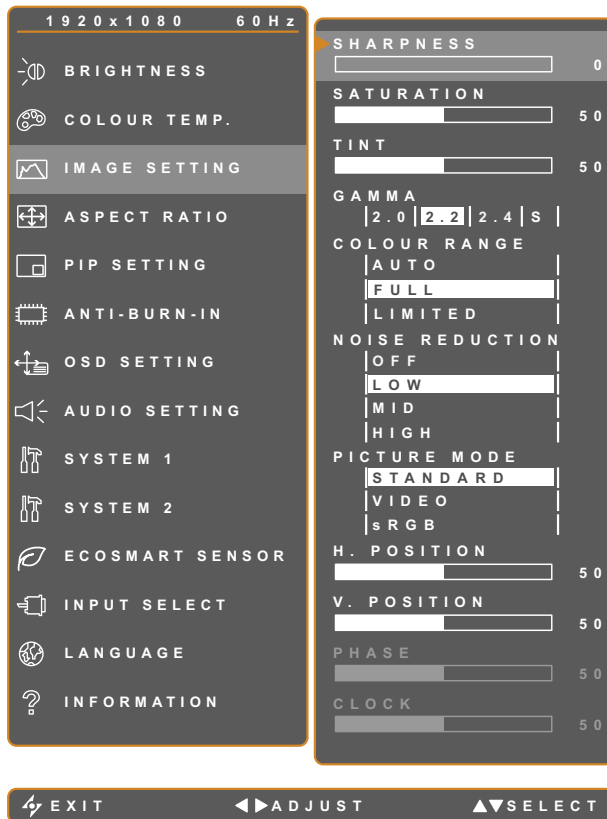 1920x1080 60Hz
BRIGHTNESS
COLOUR TEMP.
IMAGE SETTING
ASPECT RATIO
PIP SETTING
ANTI-BURN-IN
OSD SETTING
AUDIO SETTING
SYSTEM 1
SYSTEM 2
ECOSMART SENSOR
INPUT SELECT
LANGUAGE
INFORMATION
SHARPNESS
0
SATURATION
50
TINT
50
GAMMA
2.0 2.2 2.4 S
COLOUR RANGE
AUTO
FULL
LIMITED
NOISE REDUCTION
OFF
LOW
MID
HIGH
PICTURE MODE
STANDARD
VIDEO
sRGB
H. POSITION
50
V. POSITION
50
PHASE
50
CLOCK
50
EXIT ADJUST SELECT